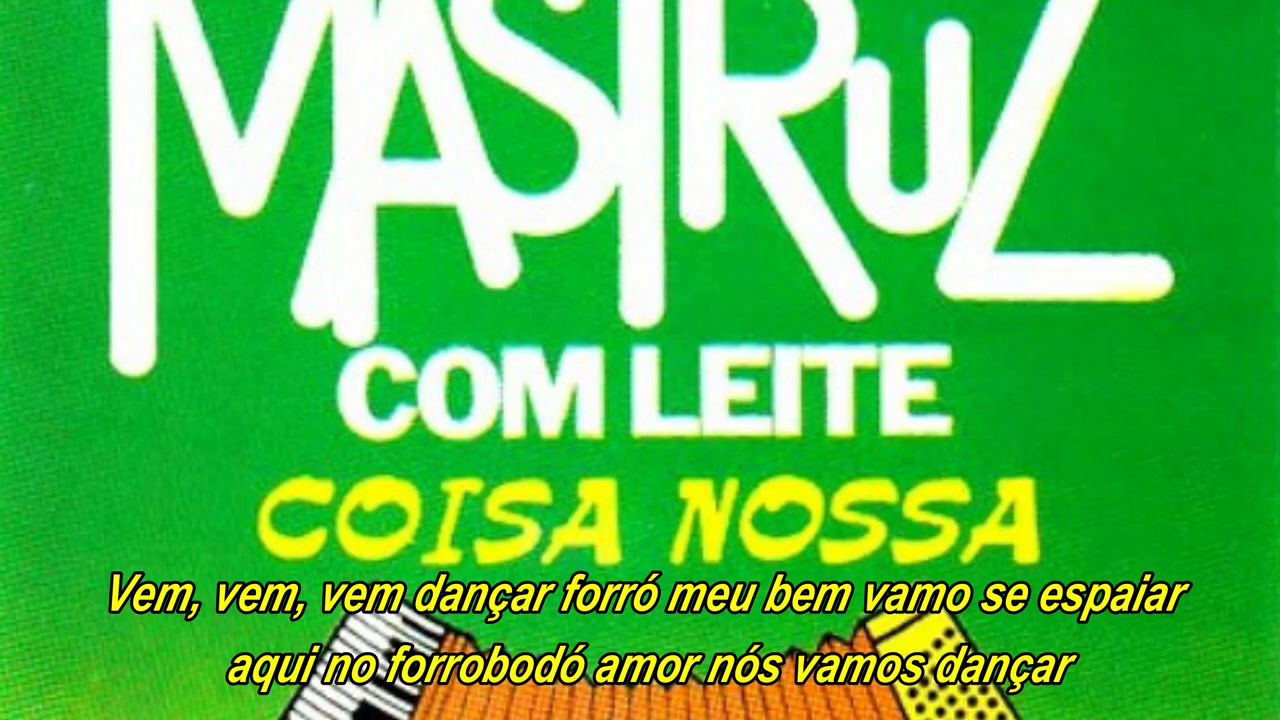 MASTRUZ
COM LEITE
COISA NOSSA
Vem, vem, vem dançar forró meu bem vamo se espaiar
aqui no forrobodó amor nós vamos dançar